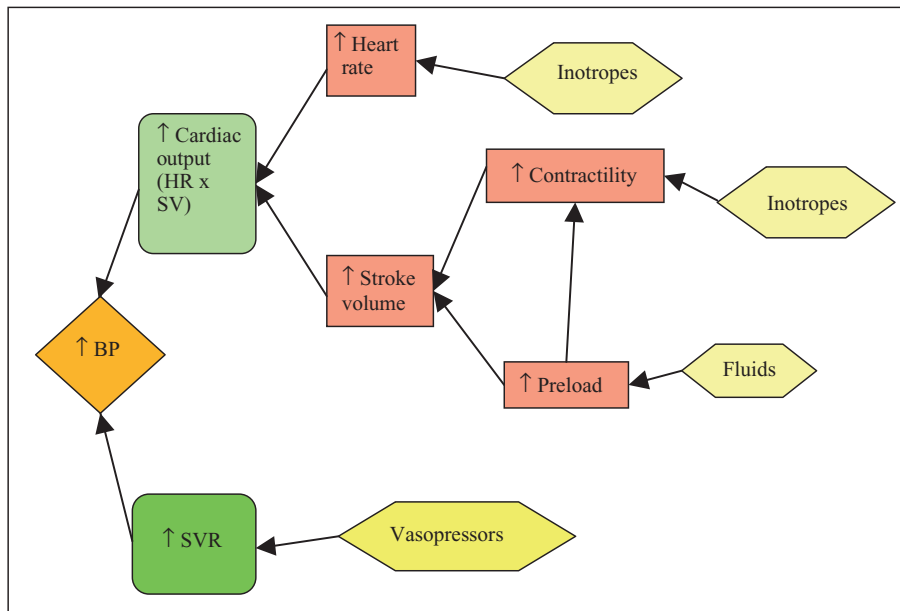 ↑ Heart
rate
Inotropes
↑ Cardiac
output
(HR x
SV)
↑ Contractility
Inotropes
↑ Stroke
volume
↑ BP
↑ Preload
Fluids
↑ SVR
Vasopressors